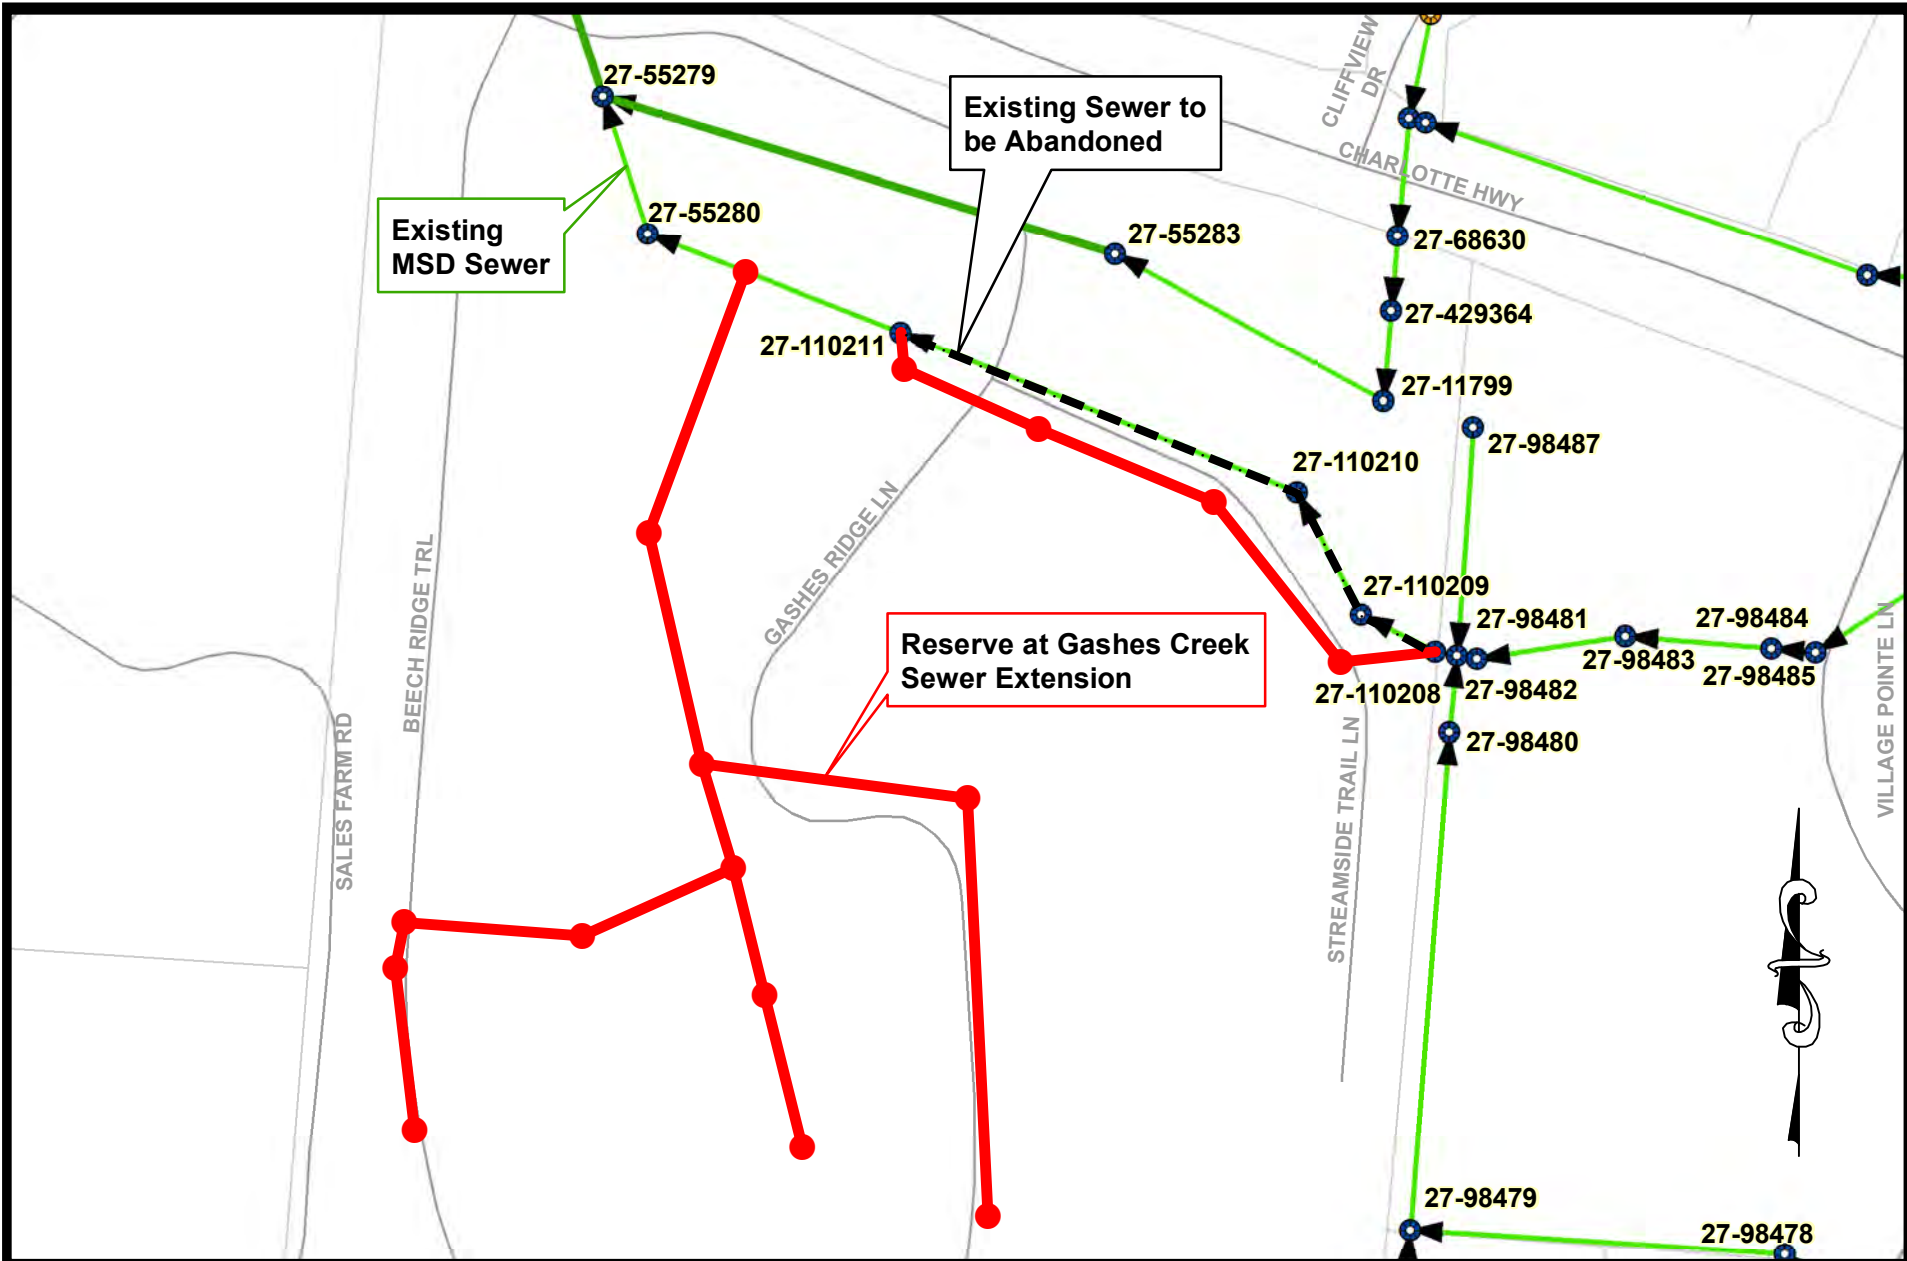 27-55279
Existing Sewer to
be Abandoned
CLIFFVIEW
DR
CHARLOTTE HWY
Existing
MSD Sewer
27-55280
27-55283
27-68630
27-429364
27-110211
27-11799
27-98487
27-110210
GASHES RIDGE LN
BEECH RIDGE TRL
27-110209
27-98481
27-98484
27-98483
27-98485
Reserve at Gashes Creek
Sewer Extension
27-110208
27-98482
27-98480
SALES FARM RD
STREAMSIDE TRAIL LN
VILLAGE POINTE LN
27-98479
27-98478